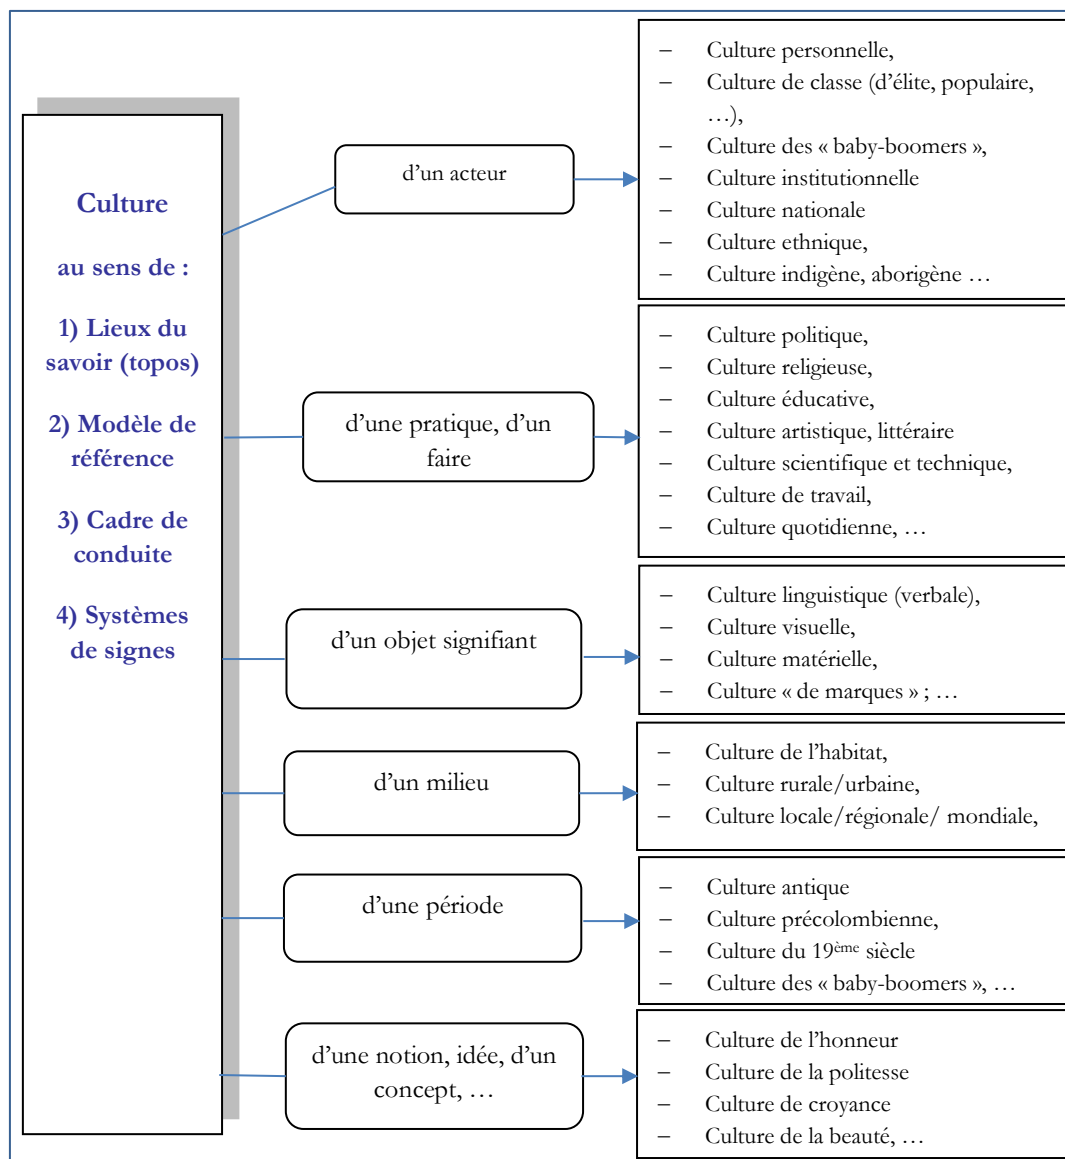 Culture
au sens de :
1) Lieux du
savoir (topos)
2) Modèle de
référence
3) Cadre de
conduite
4) Systèmes
de signes
d'un acteur
– Culture personnelle,
– Culture de classe (d'élite, populaire,
…),
– Culture des « baby-boomers »,
– Culture institutionnelle
– Culture nationale
– Culture ethnique,
– Culture indigène, aborigène …
d'une pratique, d'un
faire
– Culture politique,
– Culture religieuse,
– Culture éducative,
– Culture artistique, littéraire
– Culture scientifique et technique,
– Culture de travail,
– Culture quotidienne, …
d'un objet signifiant
– Culture linguistique (verbale),
– Culture visuelle,
– Culture matérielle,
– Culture « de marques » ; …
d'un milieu
– Culture de l'habitat,
– Culture rurale/urbaine,
– Culture locale/régionale/ mondiale,
d'une période
– Culture antique
– Culture précolombienne,
– Culture du 19ème siècle
– Culture des « baby-boomers », …
d'une notion, idée, d'un
concept, …
– Culture de l'honneur
– Culture de la politesse
– Culture de croyance
– Culture de la beauté, …